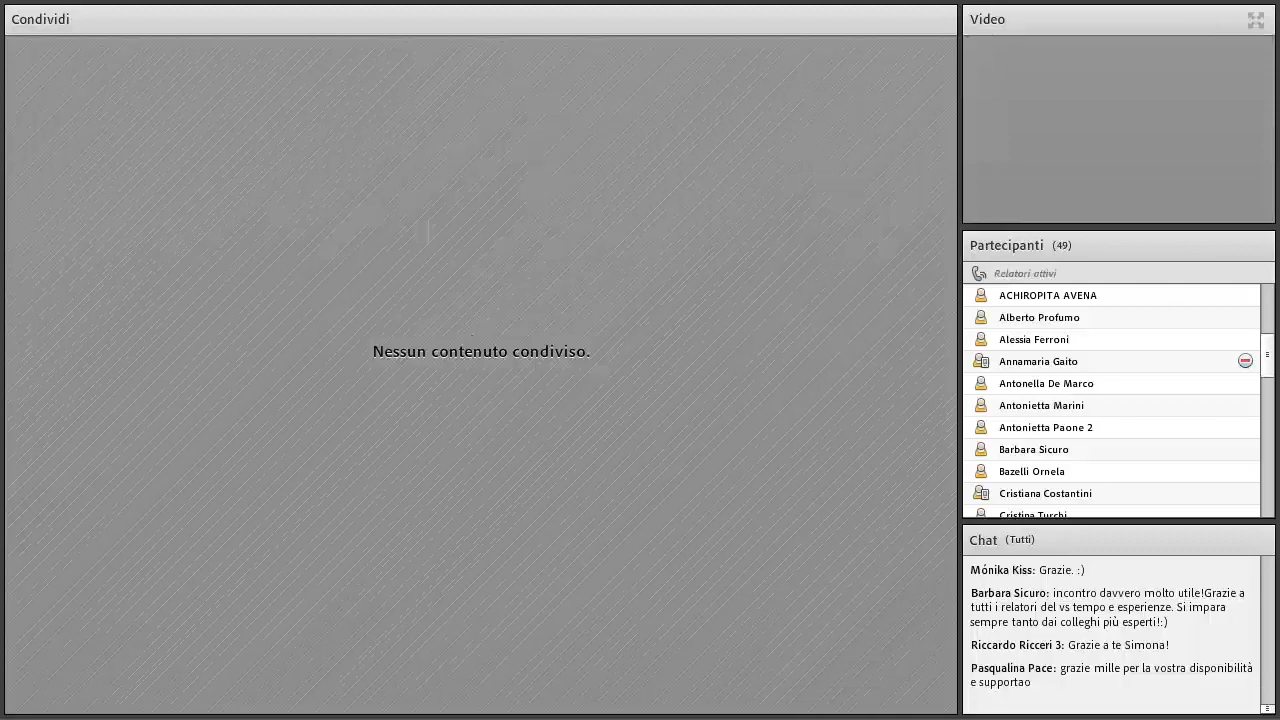 Condividi
Video
Nessun contenuto condiviso.
Partecipanti (49)
Relatori attivi
ACHIROPITA AVENA
Alberto Profumo
Alessia Ferroni
Annamaria Gaito
Antonella De Marco
Antonietta Marini
Antonietta Paone 2
Barbara Sicuro
Bazelli Ornela
Cristiana Costantini
Cristina Turchi
Chat (Tutti)
Mónika Kiss: Grazie. :)
Barbara Sicuro: incontro davvero molto utile!Grazie a
tutti i relatori del vs tempo e esperienze. Si impara
sempre tanto dai colleghi più esperti!:)
Riccardo Ricceri 3: Grazie a te Simona!
Pasqualina Pace: grazie mille per la vostra disponibilità
e supportao